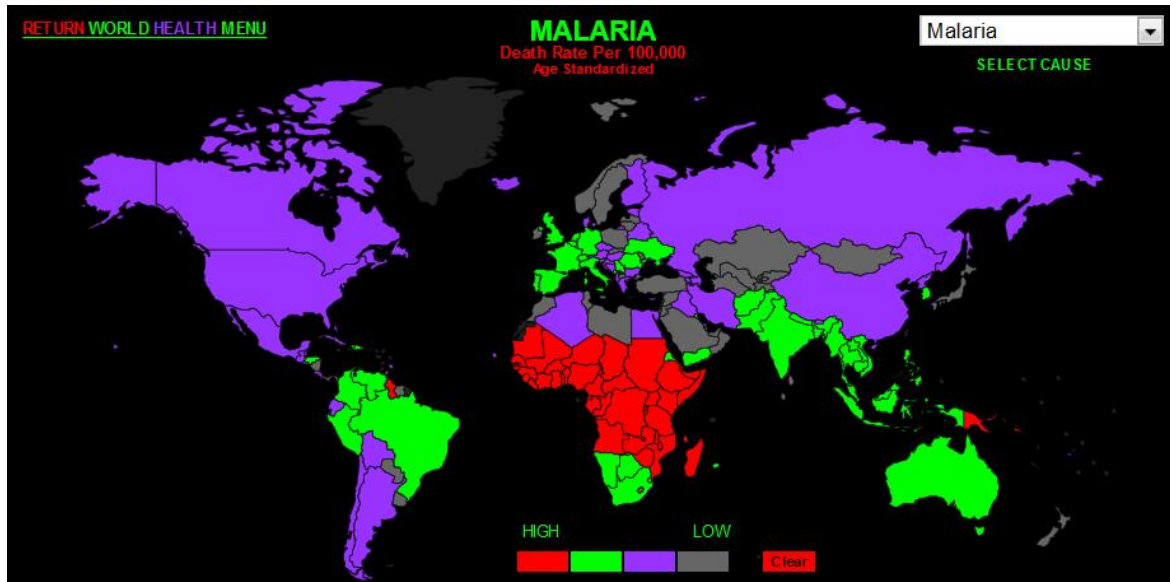 RETURN WORLD HEALTH MENU
MALARIA
Death Rate Per 100,000
Age Standardized
Malaria
SELECT CAUSE
HIGH LOW
Clear